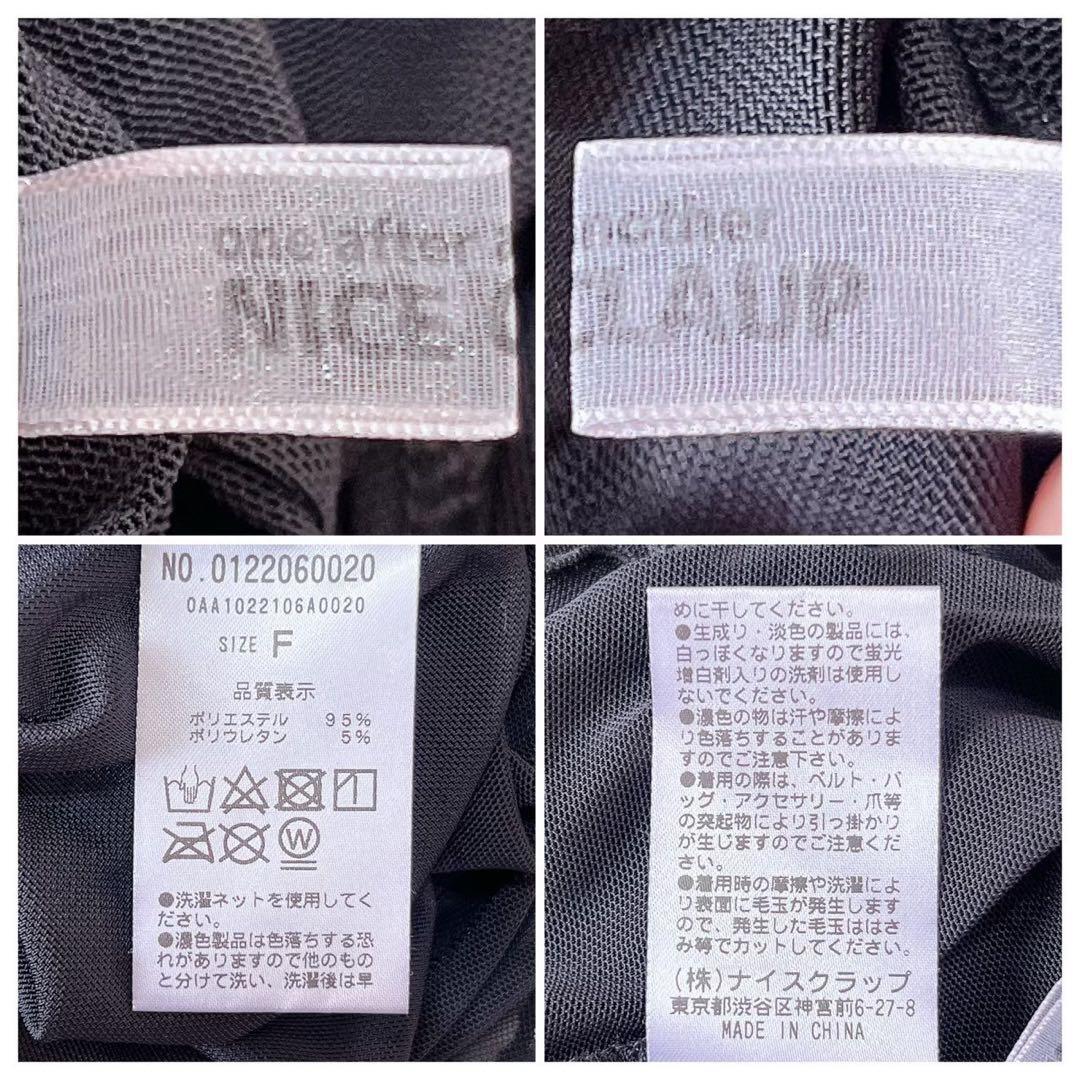 one after
NICE
nother
LAUP
NO.0122060020
0AA1022106A0020
SIZE F
品質表示
ポリエステル 95%
ポリウレタン 5%
W
●洗濯ネットを使用してく
ださい。
●濃色製品は色落ちする恐
れがありますので他のもの
と分けて洗い、洗濯後は早
めに干してください。
●生成り・淡色の製品には、
白っぽくなりますので蛍光
増白剤入りの洗剤は使用し
ないでください。
●濃色の物は汗や摩擦によ
り色落ちすることがありま
すのでご注意下さい。
●着用の際は、ベルト・バ
ッグ・アクセサリー・爪等
の突起物により引っ掛かり
が生じますのでご注意くだ
さい。
●着用時の摩擦や洗濯によ
り表面に毛玉が発生します
ので、発生した毛玉ははさ
み等でカットしてください。
(株)ナイスクラップ
東京都渋谷区神宮前6-27-8
MADE IN CHINA